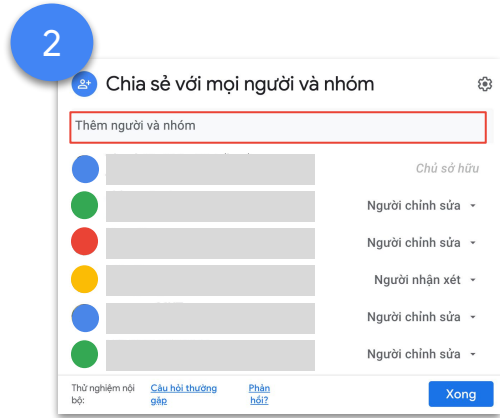 2
Chia sẻ với mọi người và nhóm
Thêm người và nhóm
Chủ sở hữu
Người chỉnh sửa
Người chỉnh sửa
Người nhận xét
Người chỉnh sửa
Người chỉnh sửa
Thử nghiệm nội bộ:
Câu hỏi thường gặp
Phản hồi?
Xong